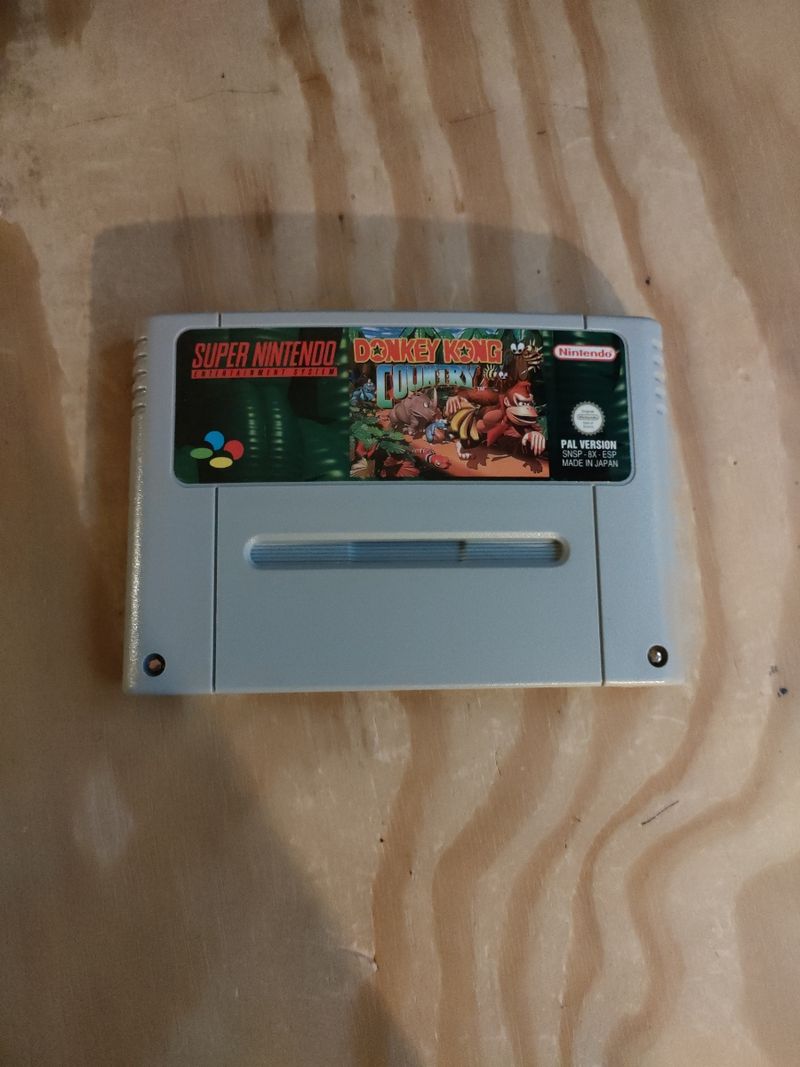 SUPER NINTENDO
ENTERTAINMENT SYSTEM
DONKEY KONG
COUNTRY
Nintendo
PAL VERSION
SNSP - 8X - ESP
MADE IN JAPAN